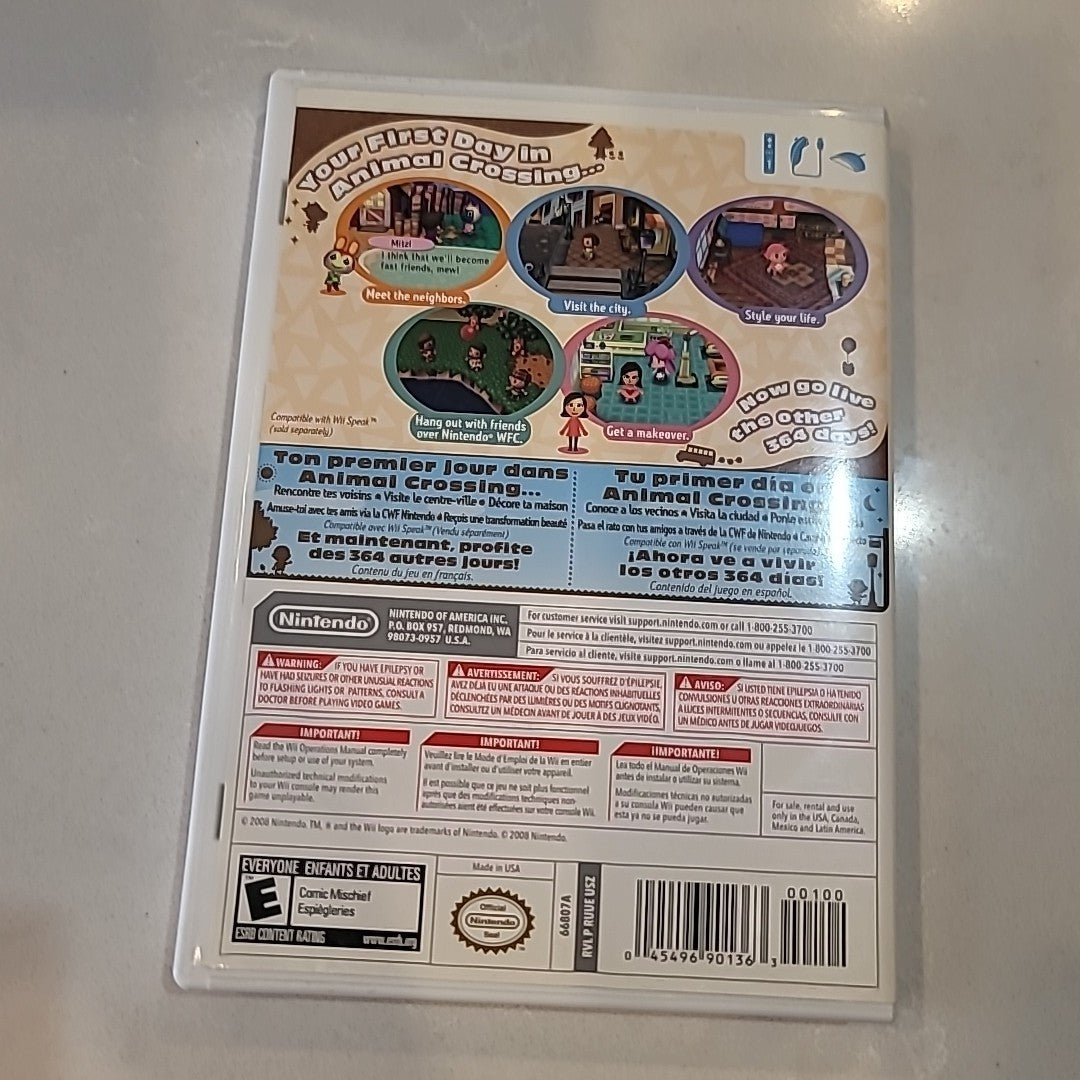 Your First Day in
Animal Crossing...
Mitzi
I think that we'll become
fast friends, mew!
Meet the neighbors.
Visit the city.
Style your life.
Hang out with friends
over Nintendo® WFC.
Get a makeover.
Now go live
the other
364 days!
Compatible with Wii Speak™
(sold separately)
Ton premier jour dans
Animal Crossing...
Rencontre tes voisins • Visite le centre-ville • Décore ta maison
Amuse-toi avec tes amis via la CWF Nintendo • Reçois une transformation beauté
Compatible avec Wii Speak™ (Vendu séparément)
Et maintenant, profite
des 364 autres jours!
Contenu du jeu en français.
Tu primer día
Animal Crossing
Conoce a los vecinos • Visita la ciudad • Ponle
Pasa el rato con tus amigos a través de la CWF de Nintendo •
Compatible con Wii Speak™ (se vende por separado)
¡Ahora ve a vivir
los otros 364 días!
Contenido del juego en español.
Nintendo
NINTENDO OF AMERICA INC.
P.O. BOX 957, REDMOND, WA
98073-0957 U.S.A.
For customer service visit support.nintendo.com or call 1-800-255-3700
Pour le service à la clientèle, visitez support.nintendo.com ou appelez le 1-800-255-3700
Para servicio al cliente, visite support.nintendo.com o llame al 1-800-255-3700
WARNING: IF YOU HAVE EPILEPSY OR
HAVE HAD SEIZURES OR OTHER UNUSUAL REACTIONS
TO FLASHING LIGHTS OR PATTERNS, CONSULT A
DOCTOR BEFORE PLAYING VIDEO GAMES.
AVERTISSEMENT: SI VOUS SOUFFREZ D'ÉPILEPSIE,
AVEZ DÉJÀ EU UNE ATTAQUE OU DES RÉACTIONS INHABITUELLES
DÉCLENCHÉES PAR DES LUMIÈRES OU DES MOTIFS CLIGNOTANTS,
CONSULTEZ UN MÉDECIN AVANT DE JOUER À DES JEUX VIDÉO.
AVISO: SI USTED TIENE EPILEPSIA O HA TENIDO
CONVULSIONES U OTRAS REACCIONES EXTRAORDINARIAS
A LUCES INTERMITENTES O SECUENCIAS, CONSULTE CON
UN MÉDICO ANTES DE JUGAR VIDEOJUEGOS.
IMPORTANT!
Read the Wii Operations Manual completely
before setup or use of your system.
Unauthorized technical modifications
to your Wii console may render this
game unplayable.
IMPORTANT!
Veuillez lire le Mode d'Emploi de la Wii en entier
avant d'installer ou d'utiliser votre appareil.
Il est possible que ce jeu ne soit plus fonctionnel
après que des modifications techniques non-
autorisées aient été effectuées sur votre console Wii.
¡IMPORTANTE!
Lea todo el Manual de Operaciones Wii
antes de instalar o utilizar su sistema.
Modificaciones técnicas no autorizadas
a su consola Wii pueden causar que
esta ya no se pueda jugar.
For sale, rental and use
only in the USA, Canada,
Mexico and Latin America.
© 2008 Nintendo. TM, ® and the Wii logo are trademarks of Nintendo. © 2008 Nintendo.
EVERYONE ENFANTS ET ADULTES
E
Comic Mischief
Espiègleries
ESRB CONTENT RATING www.esrb.org
Made in USA
Official
Nintendo
Seal
66807A
RVL P RUUE USZ
00100
0 45496 90136 3